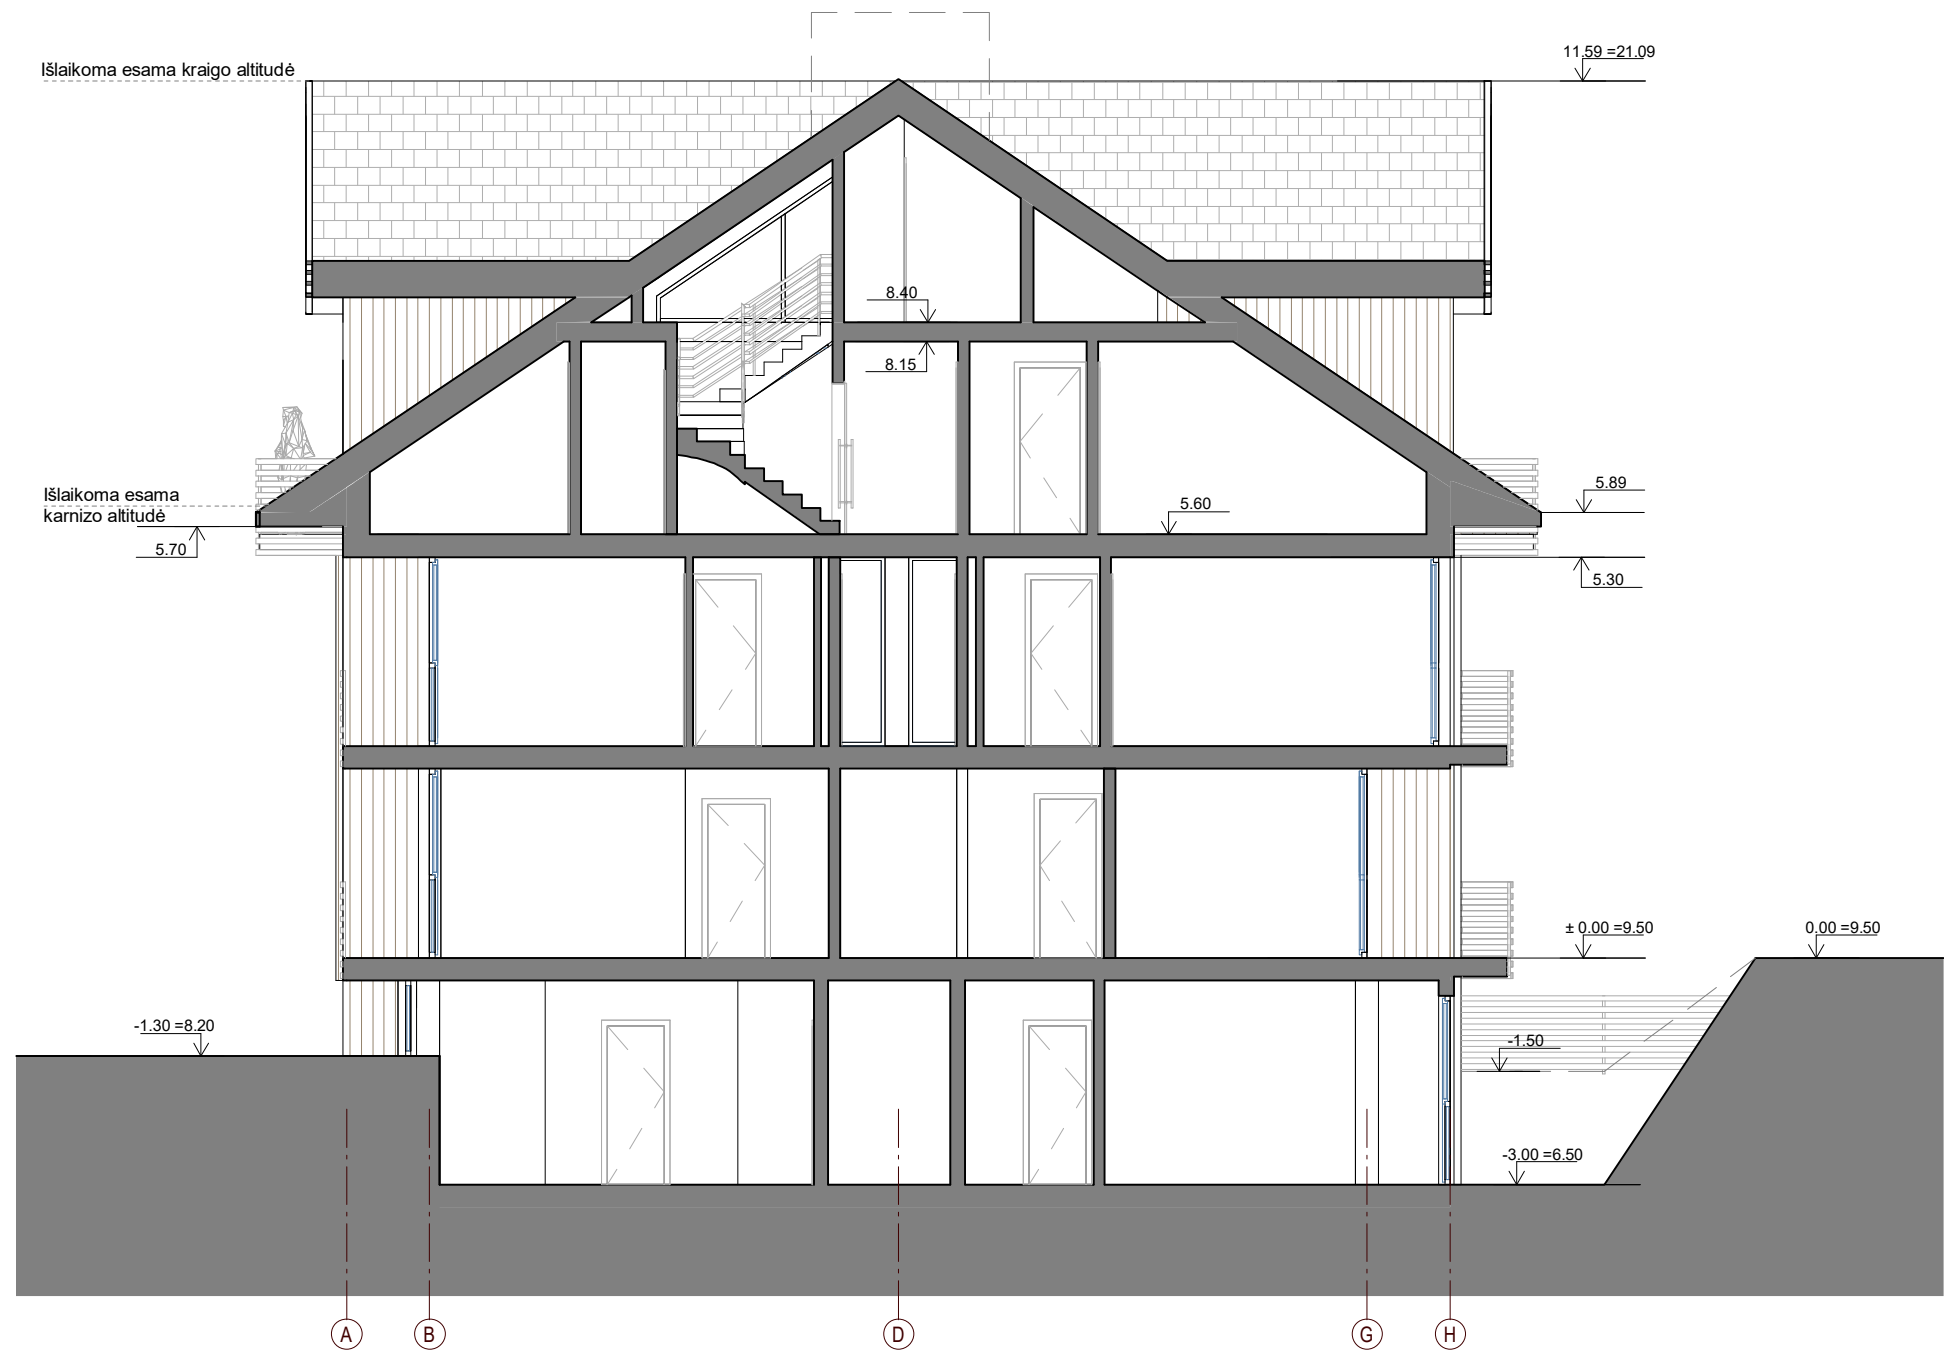 11.59 =21.09
Išlaikoma esama kraigo altitudė
8.40
8.15
Išlaikoma esama
karnizo altitudė
5.70
5.60
5.89
5.30
± 0.00 =9.50
0.00 =9.50
-1.30 =8.20
-1.50
-3.00 =6.50
A
B
D
G
H